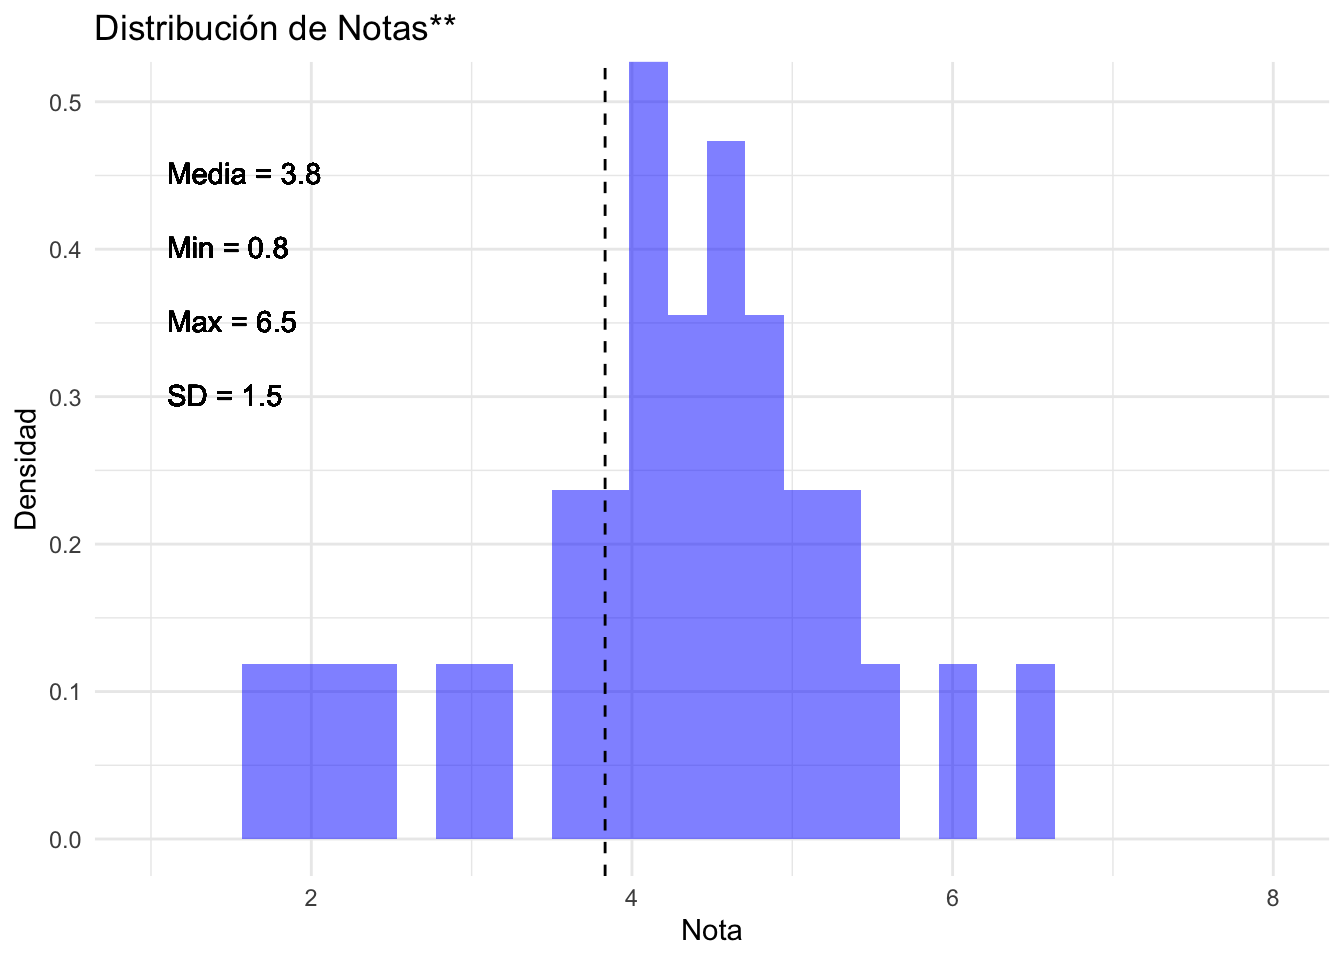 Distribución de Notas**
0.5
0.4
0.3
0.2
0.1
0.0
Densidad
Media = 3.8
Min = 0.8
Max = 6.5
SD = 1.5
2
4
6
8
Nota